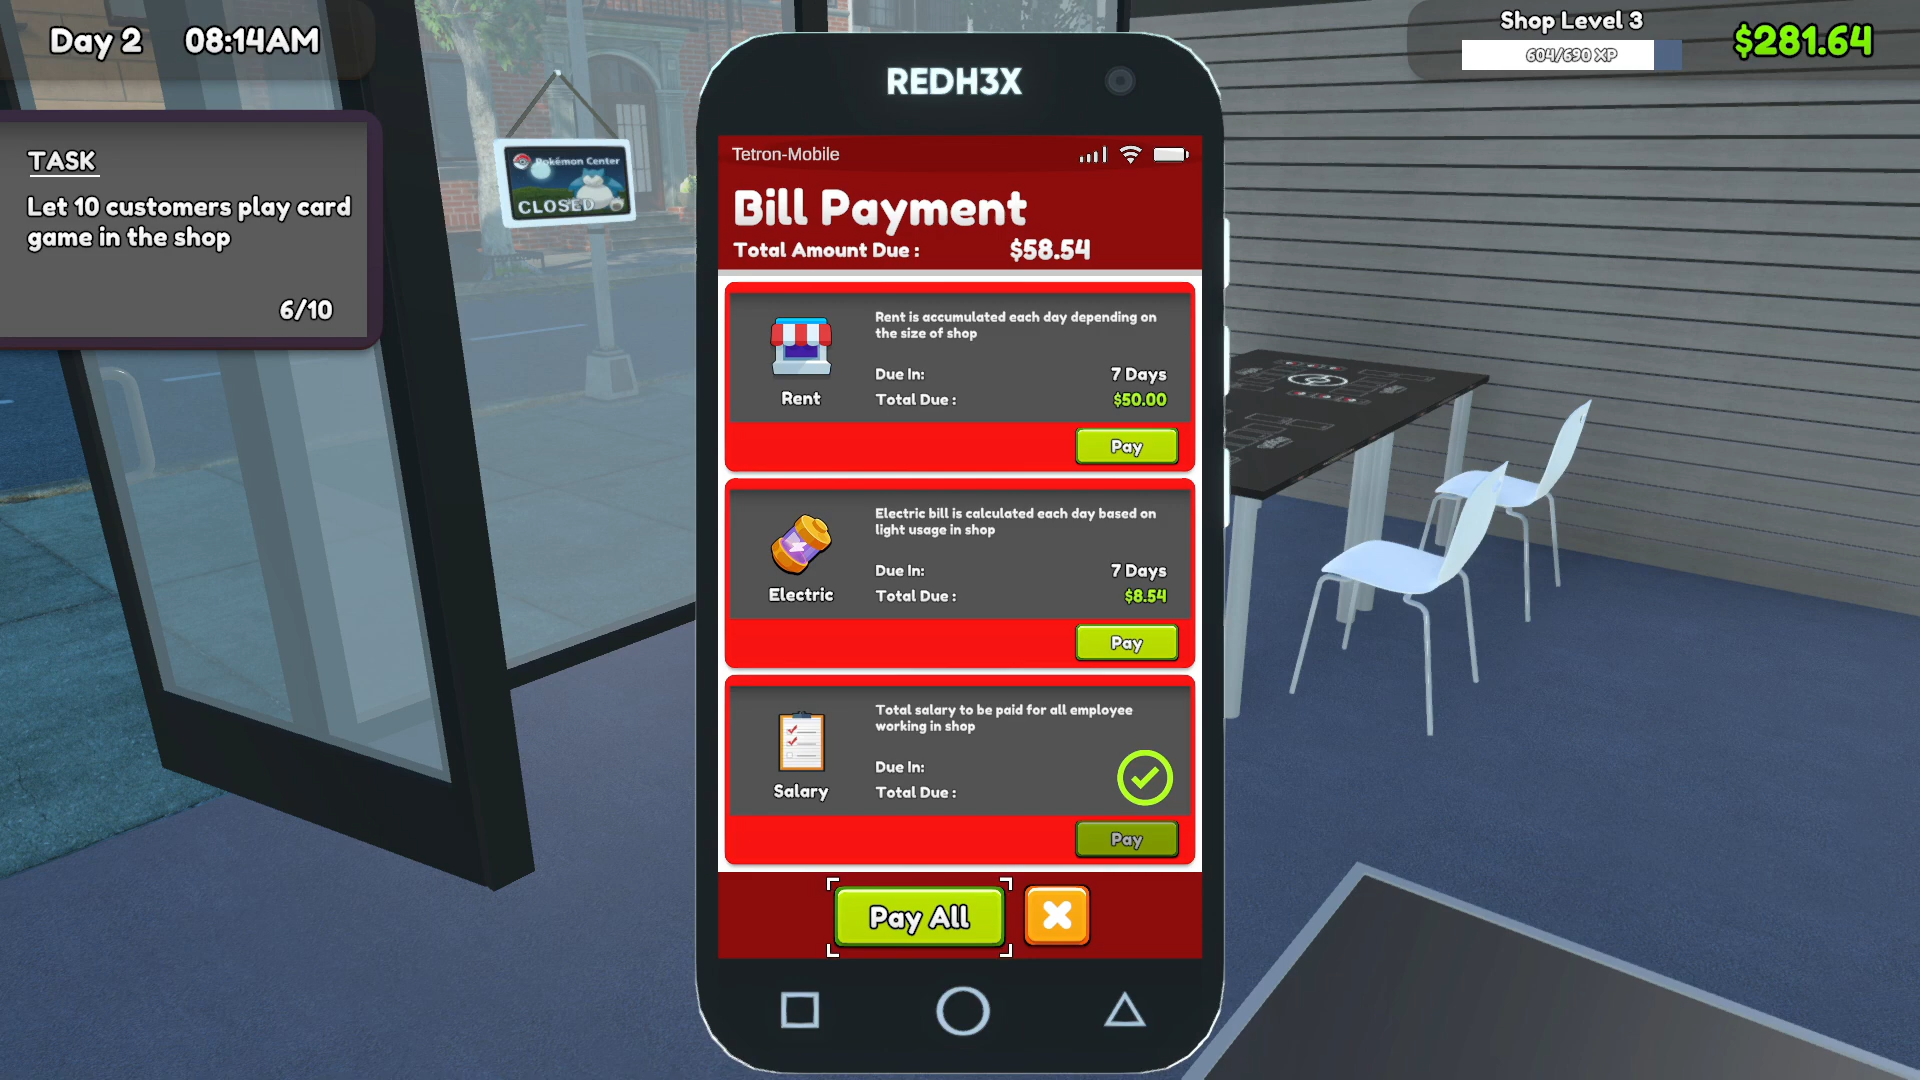 Day 2 08:14AM
Shop Level 3
604/690 XP
$281.64
TASK
Let 10 customers play card
game in the shop
6/10
Pokémon Center
CLOSED
REDH3X
Tetron-Mobile
Bill Payment
Total Amount Due : $58.54
Rent is accumulated each day depending on
the size of shop
Due In: 7 Days
Total Due : $50.00
Rent
Pay
Electric bill is calculated each day based on
light usage in shop
Due In: 7 Days
Total Due : $8.54
Electric
Pay
Total salary to be paid for all employee
working in shop
Due In:
Total Due :
Salary
Pay
Pay All